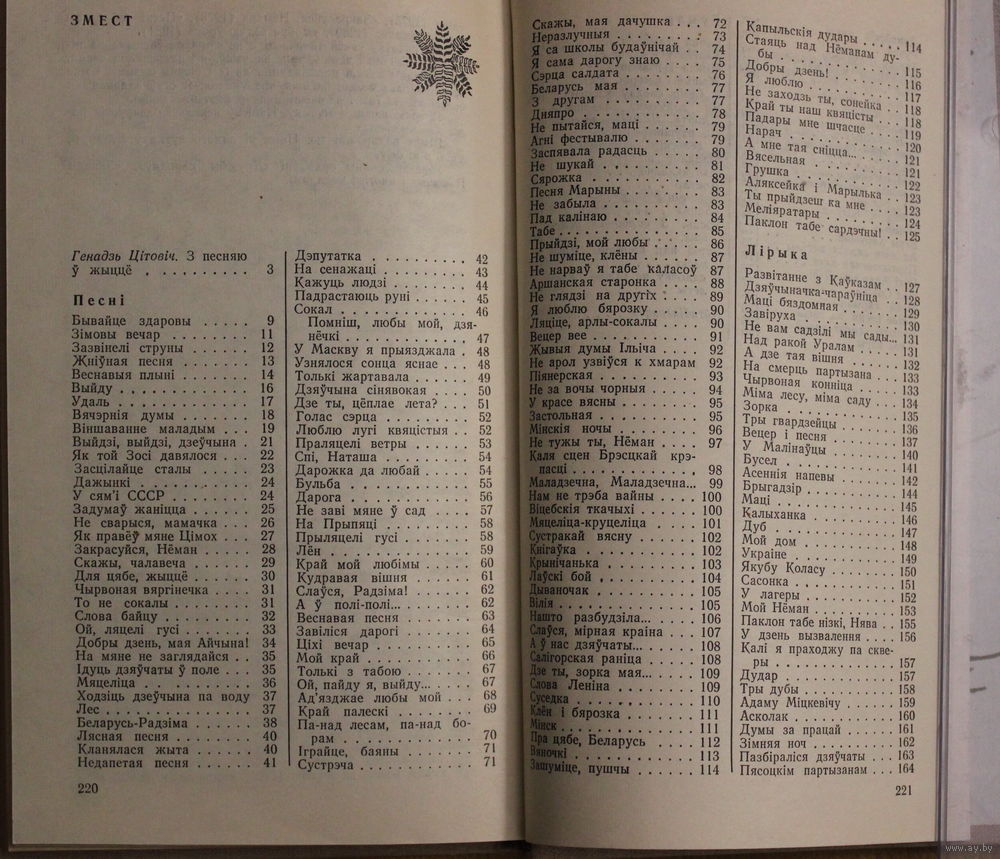 ЗМЕСТ
Генадзь Цітовіч. З песняю
ў жыццё . . . . . . . . . . 3
Песні
Бывайце здаровы . . . . . 9
Зімовы вечар . . . . . . . 11
Зазвінелі струны . . . . . 12
Жніўная песня . . . . . . 13
Веснавыя плыні . . . . . . 14
Выйду . . . . . . . . . . 16
Удаль . . . . . . . . . . 17
Вячэрнія думы . . . . . . 18
Віншаванне маладым . . . 19
Выйдзі, выйдзі, дзеўчына . 21
Як той Зосі давялося . . . 22
Засцілайце сталы . . . . . 23
Дажынкі . . . . . . . . . 24
У сям’і СССР . . . . . . . 24
Задумаў жаніцца . . . . . 25
Не сварыся, мамачка . . . 26
Як правёў мяне Цімох . . . 27
Закрасуйся, Нёман . . . . 28
Скажы, чалавеча . . . . . 29
Для цябе, жыццё . . . . . 30
Чырвоная вяргінечка . . . 31
То не сокалы . . . . . . . 31
Слова байцу . . . . . . . 32
Ой, ляцелі гусі . . . . . . 33
Добры дзень, мая Айчына! 34
На мяне не заглядайся . . 35
Ідуць дзяўчаты ў поле . . . 35
Мяцеліца . . . . . . . . . 36
Ходзіць дзеўчына па воду 37
Лес . . . . . . . . . . . 37
Беларусь-Радзіма . . . . . 38
Лясная песня . . . . . . . 40
Кланялася жыта . . . . . 40
Недапетая песня . . . . . 41
220
Дэпутатка . . . . . . . . 42
На сенажаці . . . . . . . 43
Кажуць людзі . . . . . . . 44
Падрастаюць руні . . . . . 45
Сокал . . . . . . . . . . 46
Помніш, любы мой, дзя-
нёчкі . . . . . . . . . . 47
У Маскву я прыязджала . 48
Узнялося сонца яснае . . . 48
Толькі жартавала . . . . . 49
Дзяўчына сінявокая . . . . 50
Дзе ты, цёплае лета? . . . 51
Голас сэрца . . . . . . . 52
Люблю лугі квяцістыя . . 52
Праляцелі ветры . . . . . 53
Спі, Наташа . . . . . . . 54
Дарожка да любай . . . . 54
Бульба . . . . . . . . . . 55
Дарога . . . . . . . . . . 56
Не заві мяне ў сад . . . . 57
На Прыпяці . . . . . . . 58
Прыляцелі гусі . . . . . . 58
Лён . . . . . . . . . . . 59
Край мой любімы . . . . . 60
Кудравая вішня . . . . . 61
Слаўся, Радзіма! . . . . . 62
А ў полі-полі... . . . . . . 62
Веснавая песня . . . . . . 63
Завіліся дарогі . . . . . . 64
Ціхі вечар . . . . . . . . 65
Мой край . . . . . . . . . 66
Толькі з табою . . . . . . 67
Ой, пайду я, выйду... . . . 67
Ад’язджае любы мой . . . 68
Край палескі . . . . . . . 69
Па-над лесам, па-над бо-
рам . . . . . . . . . . . 70
Іграйце, баяны . . . . . . 71
Сустрэча . . . . . . . . . 71
Скажы, мая дачушка . . . 72
Неразлучныя . . . . . . . 73
Я са школы будаўнічай . . 74
Я сама дарогу знаю . . . . 75
Сэрца салдата . . . . . . 76
Беларусь мая . . . . . . . 77
З другам . . . . . . . . . 77
Дняпро . . . . . . . . . . 78
Не пытайся, маці . . . . . 79
Агні фестывалю . . . . . . 79
Заспявала радасць . . . . 80
Не шукай . . . . . . . . . 81
Сярожка . . . . . . . . . 82
Песня Марыны . . . . . . 83
Не забыла . . . . . . . . 83
Пад калінаю . . . . . . . 84
Табе . . . . . . . . . . . 85
Прыйдзі, мой любы . . . . 86
Не шуміце, клёны . . . . . 87
Не нарваў я табе каласоў 87
Аршанская старонка . . . 88
Не глядзі на другіх . . . . 89
Я люблю бярозку . . . . . 90
Ляціце, арлы-сокалы . . . 90
Вецер вее . . . . . . . . . 91
Жывыя думы Ільіча . . . . 92
Не арол узвіўся к хмарам 92
Піянерская . . . . . . . . 93
Не за вочы чорныя . . . . 94
У красе вясны . . . . . . 95
Застольная . . . . . . . . 95
Мінскія ночы . . . . . . . 96
Не тужы ты, Нёман . . . . 97
Каля сцен Брэсцкай крэ-
пасці . . . . . . . . . . . 98
Маладзечна, Маладзечна... 99
Нам не трэба вайны . . . . 100
Віцебскія ткачыхі . . . . . 100
Мяцеліца-круцеліца . . . . 101
Сустракай вясну . . . . . 102
Кнігаўка . . . . . . . . . 102
Крынічанька . . . . . . . 103
Лаўскі бой . . . . . . . . 104
Дываночак . . . . . . . . 105
Вілія . . . . . . . . . . . 105
Нашто разбудзіла... . . . . 106
Слаўся, мірная краіна . . . 107
А ў нас дзяўчаты... . . . . 108
Салігорская раніца . . . . 108
Дзе ты, зорка мая... . . . . 109
Слова Леніна . . . . . . . 109
Суседка . . . . . . . . . . 110
Клён і бярозка . . . . . . 111
Мінск . . . . . . . . . . . 111
Пра цябе, Беларусь . . . . 112
Вяночкі . . . . . . . . . . 113
Зашуміце, пушчы . . . . . 114
Капыльскія дудары . . . . 114
Стаяць над Нёманам ду-
бы . . . . . . . . . . . . 115
Добры дзень! . . . . . . . 116
Я люблю . . . . . . . . . 117
Не заходзь ты, сонейка . . 118
Край ты наш квяцісты . . 118
Падары мне шчасце . . . . 119
Нарач . . . . . . . . . . 120
А мне тая сніцца... . . . . 121
Вясельная . . . . . . . . 121
Грушка . . . . . . . . . . 122
Аляксейка і Марылька . . 123
Ты прыйдзеш ка мне . . . 123
Меліяратары . . . . . . . 124
Паклон табе сардэчны! . . 125
Лірыка
Развітанне з Каўказам . . 127
Дзяўчыначка-чараўніца . . 128
Маці бяздомная . . . . . . 129
Завіруха . . . . . . . . . 130
Не вам садзілі мы сады... 131
Над ракой Уралам . . . . 131
А дзе тая вішня . . . . . 132
На смерць партызана . . . 133
Чырвоная конніца . . . . 133
Міма лесу, міма саду . . . 134
Зорка . . . . . . . . . . . 135
Тры гвардзейцы . . . . . . 136
Вецер і песня . . . . . . . 137
У Малінаўцы . . . . . . . 140
Бусел . . . . . . . . . . . 141
Асеннія напевы . . . . . . 142
Брыгадзір . . . . . . . . . 144
Маці . . . . . . . . . . . 145
Калыханка . . . . . . . . 146
Дуб . . . . . . . . . . . . 147
Мой дом . . . . . . . . . 148
Украіне . . . . . . . . . . 149
Якубу Коласу . . . . . . . 150
Сасонка . . . . . . . . . 151
У лагеры . . . . . . . . . 152
Мой Нёман . . . . . . . . 153
Паклон табе нізкі, Нява . . 155
У дзень вызвалення . . . . 156
Калі я праходжу па скве-
ры . . . . . . . . . . . . 157
Дудар . . . . . . . . . . . 157
Тры дубы . . . . . . . . . 158
Адаму Міцкевічу . . . . . 159
Асколак . . . . . . . . . 160
Думы за працай . . . . . 161
Зімняя ноч . . . . . . . . 162
Пазбіраліся дзяўчаты . . . 163
Пясоцкім партызанам . . . 164
221
www.ay.by